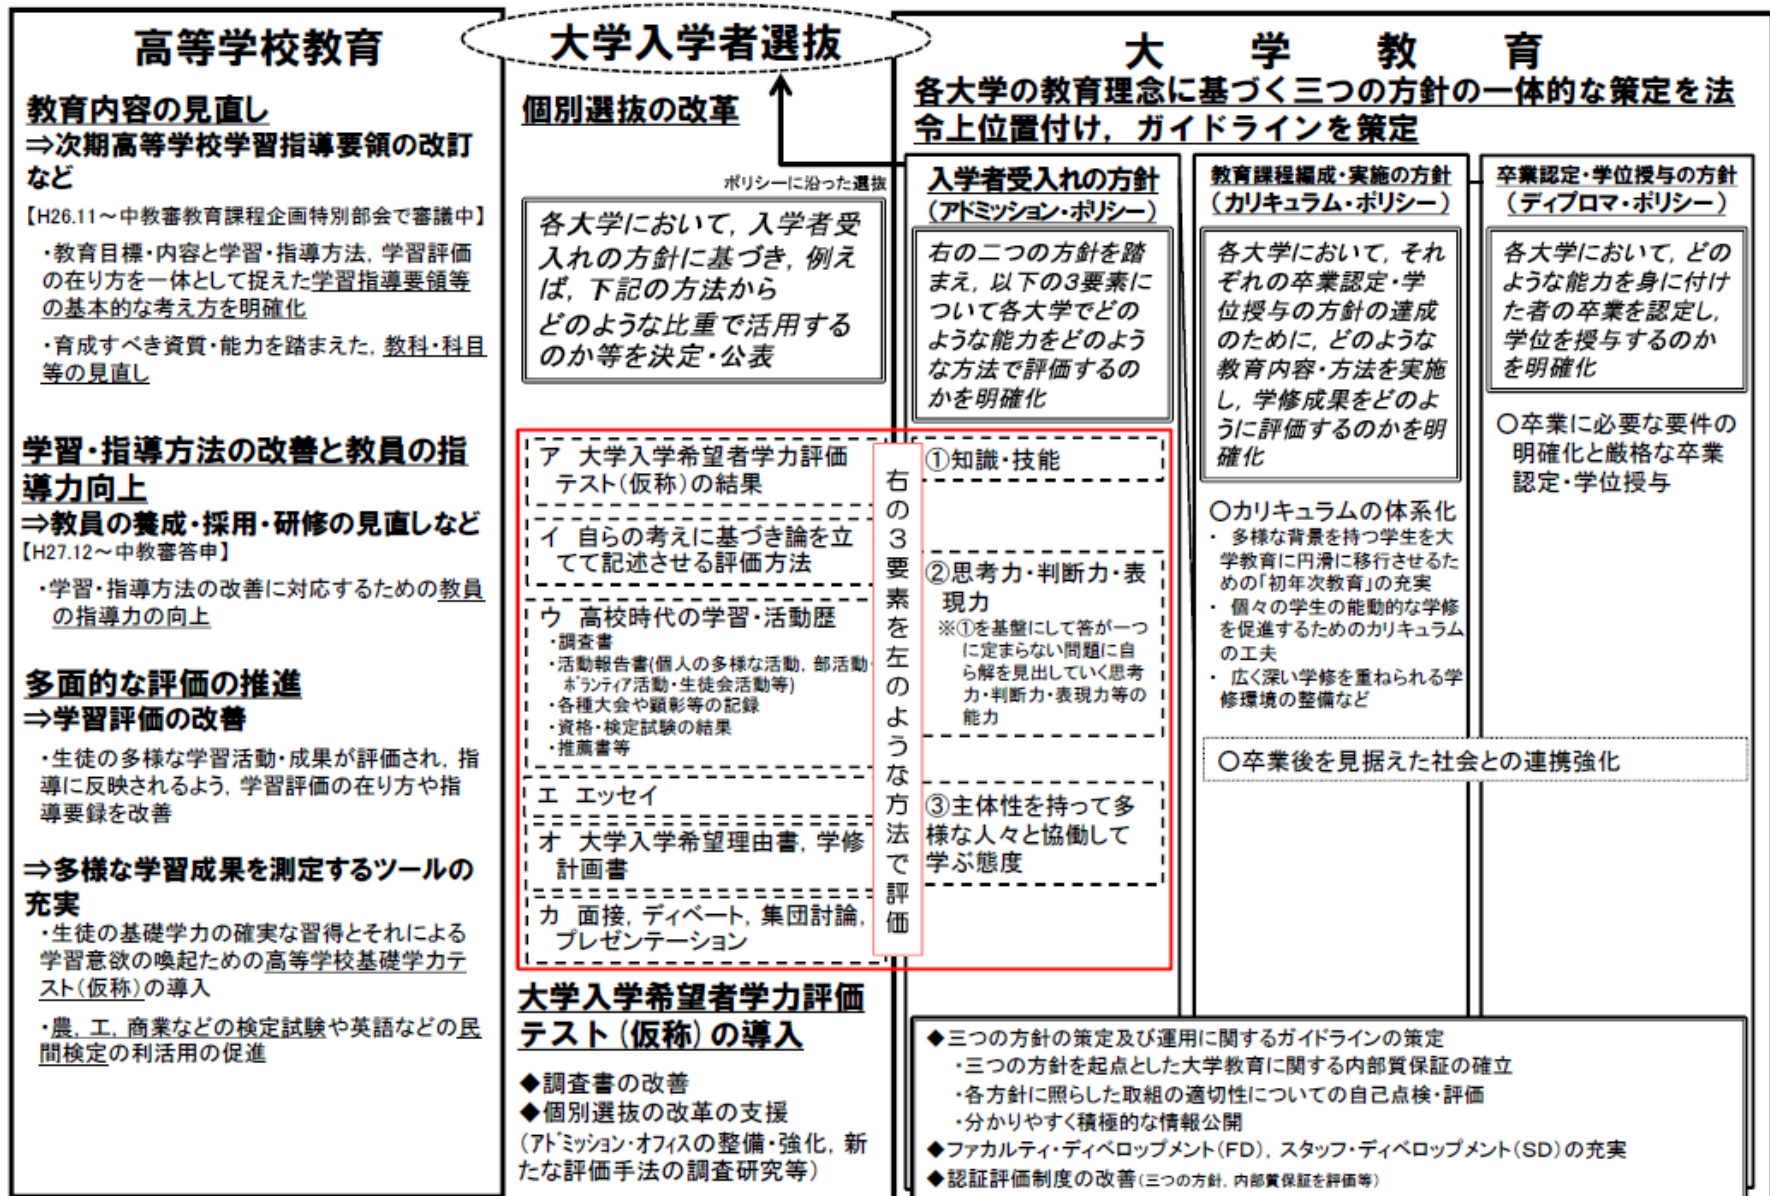 高等学校教育
教育内容の見直し
⇒次期高等学校学習指導要領の改訂
など
【H26.11～中教審教育課程企画特別部会で審議中】
・教育目標・内容と学習・指導方法，学習評価
の在り方を一体として捉えた学習指導要領等
の基本的な考え方を明確化
・育成すべき資質・能力を踏まえた，教科・科目
等の見直し
学習・指導方法の改善と教員の指
導力向上
⇒教員の養成・採用・研修の見直しなど
【H27.12～中教審答申】
・学習・指導方法の改善に対応するための教員
の指導力の向上
多面的な評価の推進
⇒学習評価の改善
・生徒の多様な学習活動・成果が評価され，指
導に反映されるよう，学習評価の在り方や指
導要録を改善
⇒多様な学習成果を測定するツールの
充実
・生徒の基礎学力の確実な習得とそれによる
学習意欲の喚起ための高等学校基礎学力テ
スト（仮称）の導入
・農，工，商業などの検定試験や英語などの民
間検定の利活用の促進
大学入学者選抜
個別選抜の改革
ポリシーに沿った選抜
各大学において，入学者受
入れの方針に基づき，例え
ば，下記の方法から
どのような比重で活用する
のか等を決定・公表
ア 大学入学希望者学力評価
テスト（仮称）の結果
イ 自らの考えに基づき論を立
てて記述させる評価方法
ウ 高校時代の学習・活動歴
・調査書
・活動報告書(個人の多様な活動，部活動・
ボランティア活動・生徒会活動等)
・各種大会や顕彰等の記録
・資格・検定試験の結果
・推薦書等
エ エッセイ
オ 大学入学希望理由書，学修
計画書
カ 面接，ディベート，集団討論，
プレゼンテーション
右の３要素を左のような方法で評価
大学入学希望者学力評価
テスト（仮称）の導入
◆調査書の改善
◆個別選抜の改革の支援
（アドミッション・オフィスの整備・強化，新
たな評価手法の調査研究等）
大学教育
各大学の教育理念に基づく三つの方針の一体的な策定を法
令上位置付け，ガイドラインを策定
入学者受入れの方針
（アドミッション・ポリシー）
右の二つの方針を踏
まえ，以下の３要素に
ついて各大学でどの
ような能力をどのよう
な方法で評価するの
かを明確化
①知識・技能
②思考力・判断力・表
現力
※①を基盤にして答が一つ
に定まらない問題に自
ら解を見出していく思考
力・判断力・表現力等の
能力
③主体性を持って多
様な人々と協働して
学ぶ態度
教育課程編成・実施の方針
（カリキュラム・ポリシー）
各大学において，それ
ぞれの卒業認定・学
位授与の方針の達成
のために，どのような
教育内容・方法を実施
し，学修成果をどのよ
うに評価するのかを明
確化
○カリキュラムの体系化
・ 多様な背景を持つ学生を大
学教育に円滑に移行させるた
めの「初年次教育」の充実
・ 個々の学生の能動的な学修
を促進するためのカリキュラム
の工夫
・ 広く深い学修を重ねられる学
修環境の整備など
卒業認定・学位授与の方針
（ディプロマ・ポリシー）
各大学において，どの
ような能力を身に付け
た者の卒業を認定し，
学位を授与するのか
を明確化
○卒業に必要な要件の
明確化と厳格な卒業
認定・学位授与
○卒業後を見据えた社会との連携強化
◆三つの方針の策定及び運用に関するガイドラインの策定
・三つの方針を起点とした大学教育に関する内部質保証の確立
・各方針に照らした取組の適切性についての自己点検・評価
・分かりやすく積極的な情報公開
◆ファカルティ・ディベロップメント（FD），スタッフ・ディベロップメント（SD）の充実
◆認証評価制度の改善（三つの方針，内部質保証を評価等）